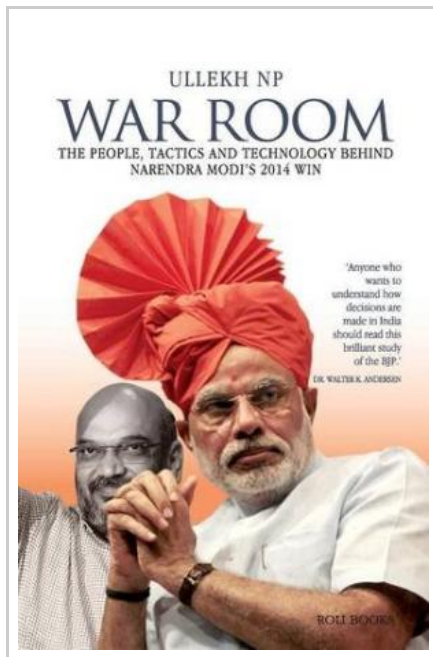 ULLEKH NP
WAR ROOM
THE PEOPLE, TACTICS AND TECHNOLOGY BEHIND
NARENDRA MODI'S 2014 WIN
'Anyone who
wants to
understand how
decisions are
made in India
should read this
brilliant study
of the BJP.'
DR. WALTER K. ANDERSEN
ROLI BOOKS